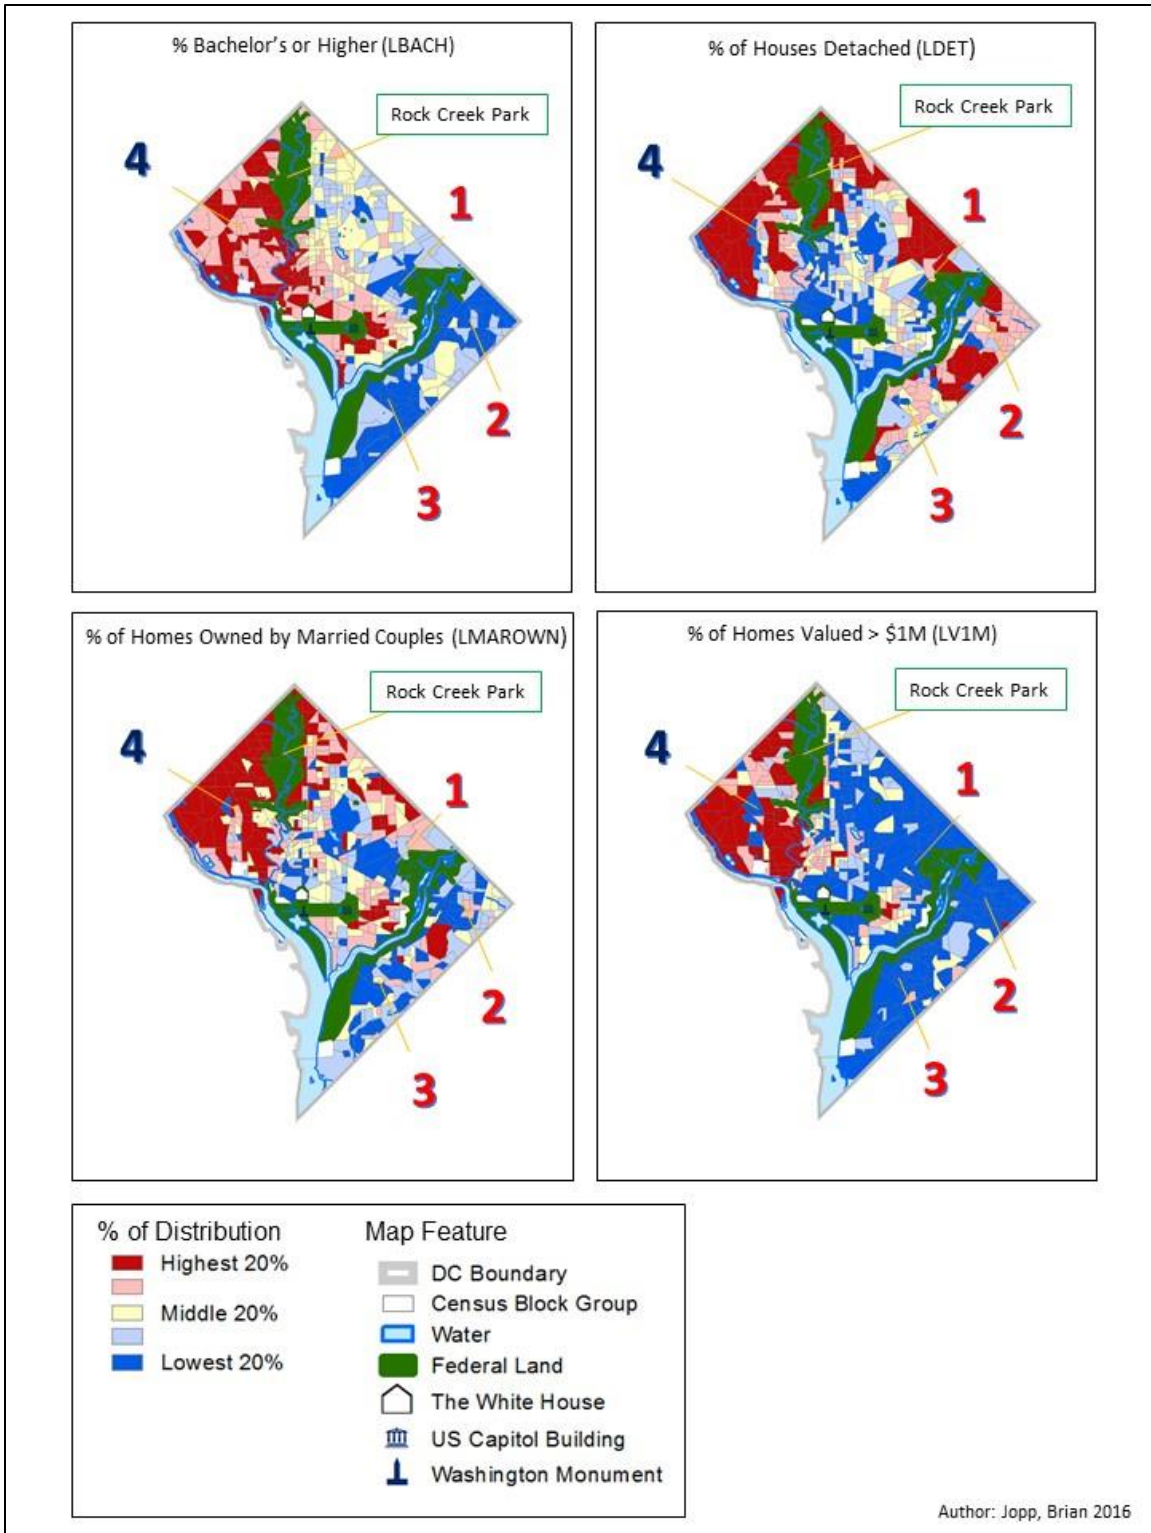 % Bachelor's or Higher (LBACH)
Rock Creek Park
4
1
2
3
% of Houses Detached (LDET)
Rock Creek Park
4
1
2
3
% of Homes Owned by Married Couples (LMAROWN)
Rock Creek Park
4
1
2
3
% of Homes Valued > $1M (LV1M)
Rock Creek Park
4
1
2
3
% of Distribution
Highest 20%
Middle 20%
Lowest 20%
Map Feature
DC Boundary
Census Block Group
Water
Federal Land
The White House
US Capitol Building
Washington Monument
Author: Jopp, Brian 2016